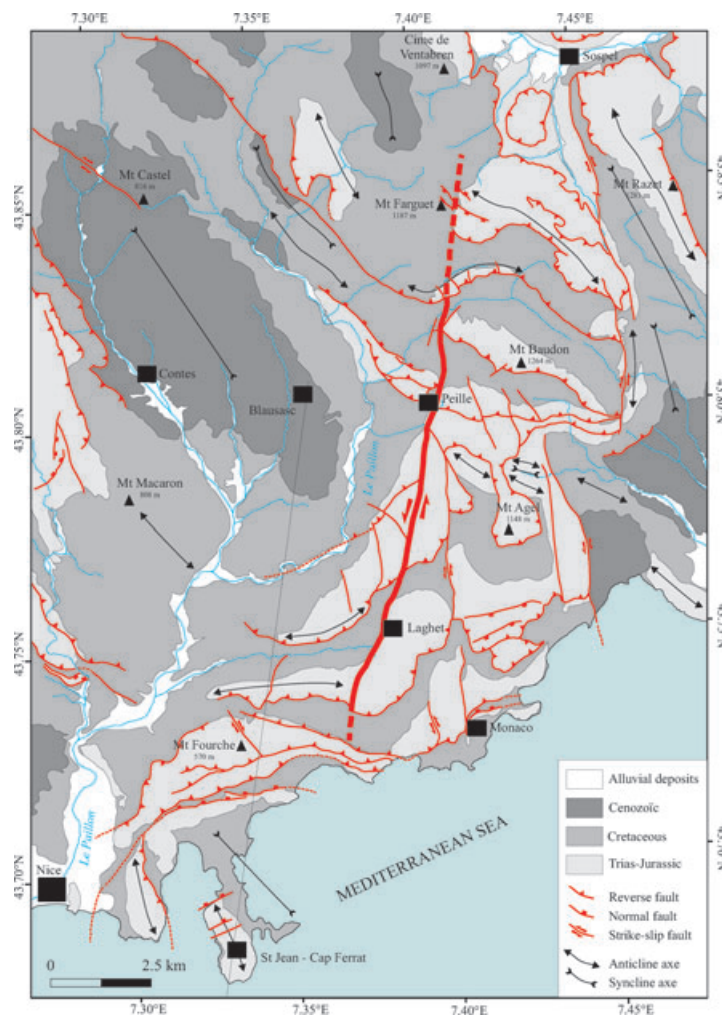 7.30°E
7.35°E
7.40°E
7.45°E
Cime de
Ventabren
1097 m
Sospel
Mt Castel
Mt Razet
Mt Farguet
1187 m
43,85°N
Mt Baudon
1264 m
Contes
Blausasc
Peille
Le Paillon
43,80°N
Mt Macaron
Mt Agel
1148 m
Laghet
43,75°N
Mt Fourche
570 m
Monaco
Le Paillon
MEDITERRANEAN SEA
Nice
43,70°N
St Jean - Cap Ferrat
0
2.5 km
Alluvial deposits
Cenozoïc
Cretaceous
Trias-Jurassic
Reverse fault
Normal fault
Strike-slip fault
Anticline axe
Syncline axe
7.30°E
7.35°E
7.40°E
7.45°E